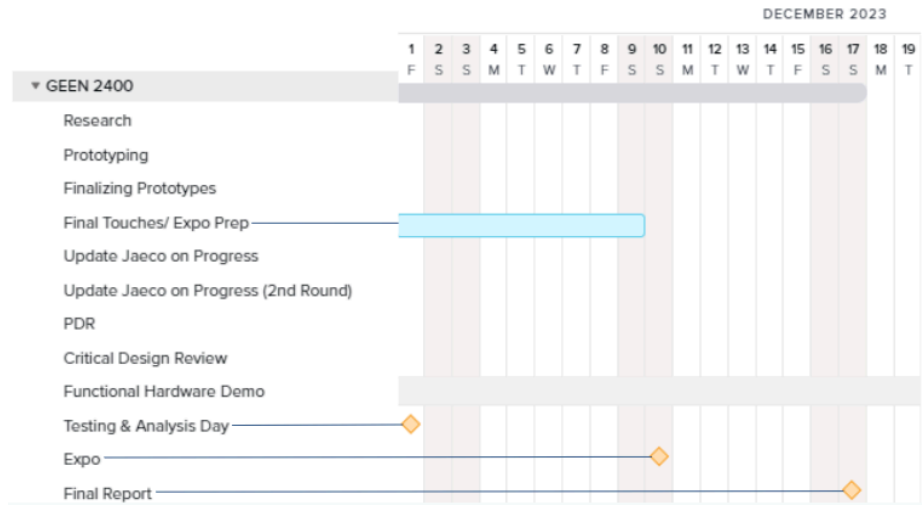 DECEMBER 2023
1 2 3 4 5 6 7 8 9 10 11 12 13 14 15 16 17 18 19
F S S M T W T F S S M T W T F S S M T
▼ GEEN 2400
Research
Prototyping
Finalizing Prototypes
Final Touches/ Expo Prep
Update Jaeco on Progress
Update Jaeco on Progress (2nd Round)
PDR
Critical Design Review
Functional Hardware Demo
Testing & Analysis Day
Expo
Final Report